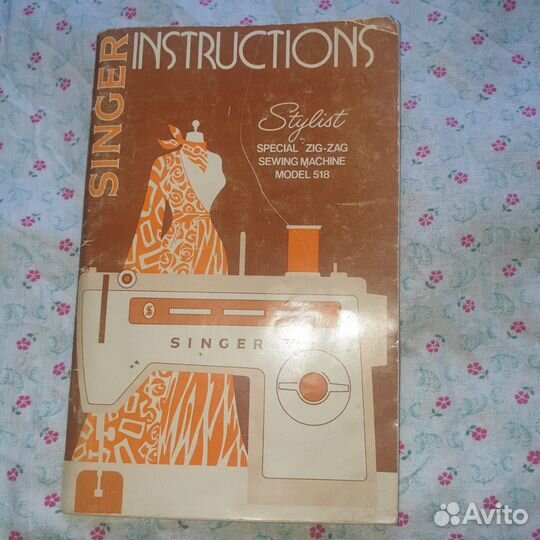 SINGER
INSTRUCTIONS
Stylist
SPECIAL ZIG-ZAG
SEWING MACHINE
MODEL 518
SINGER
Avito